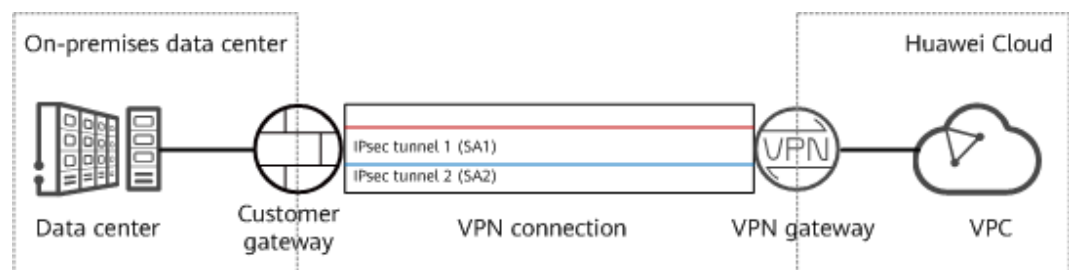 On-premises data center
Huawei Cloud
IPsec tunnel 1 (SA1)
VPN
IPsec tunnel 2 (SA2)
Data center
Customer
gateway
VPN connection
VPN gateway
VPC